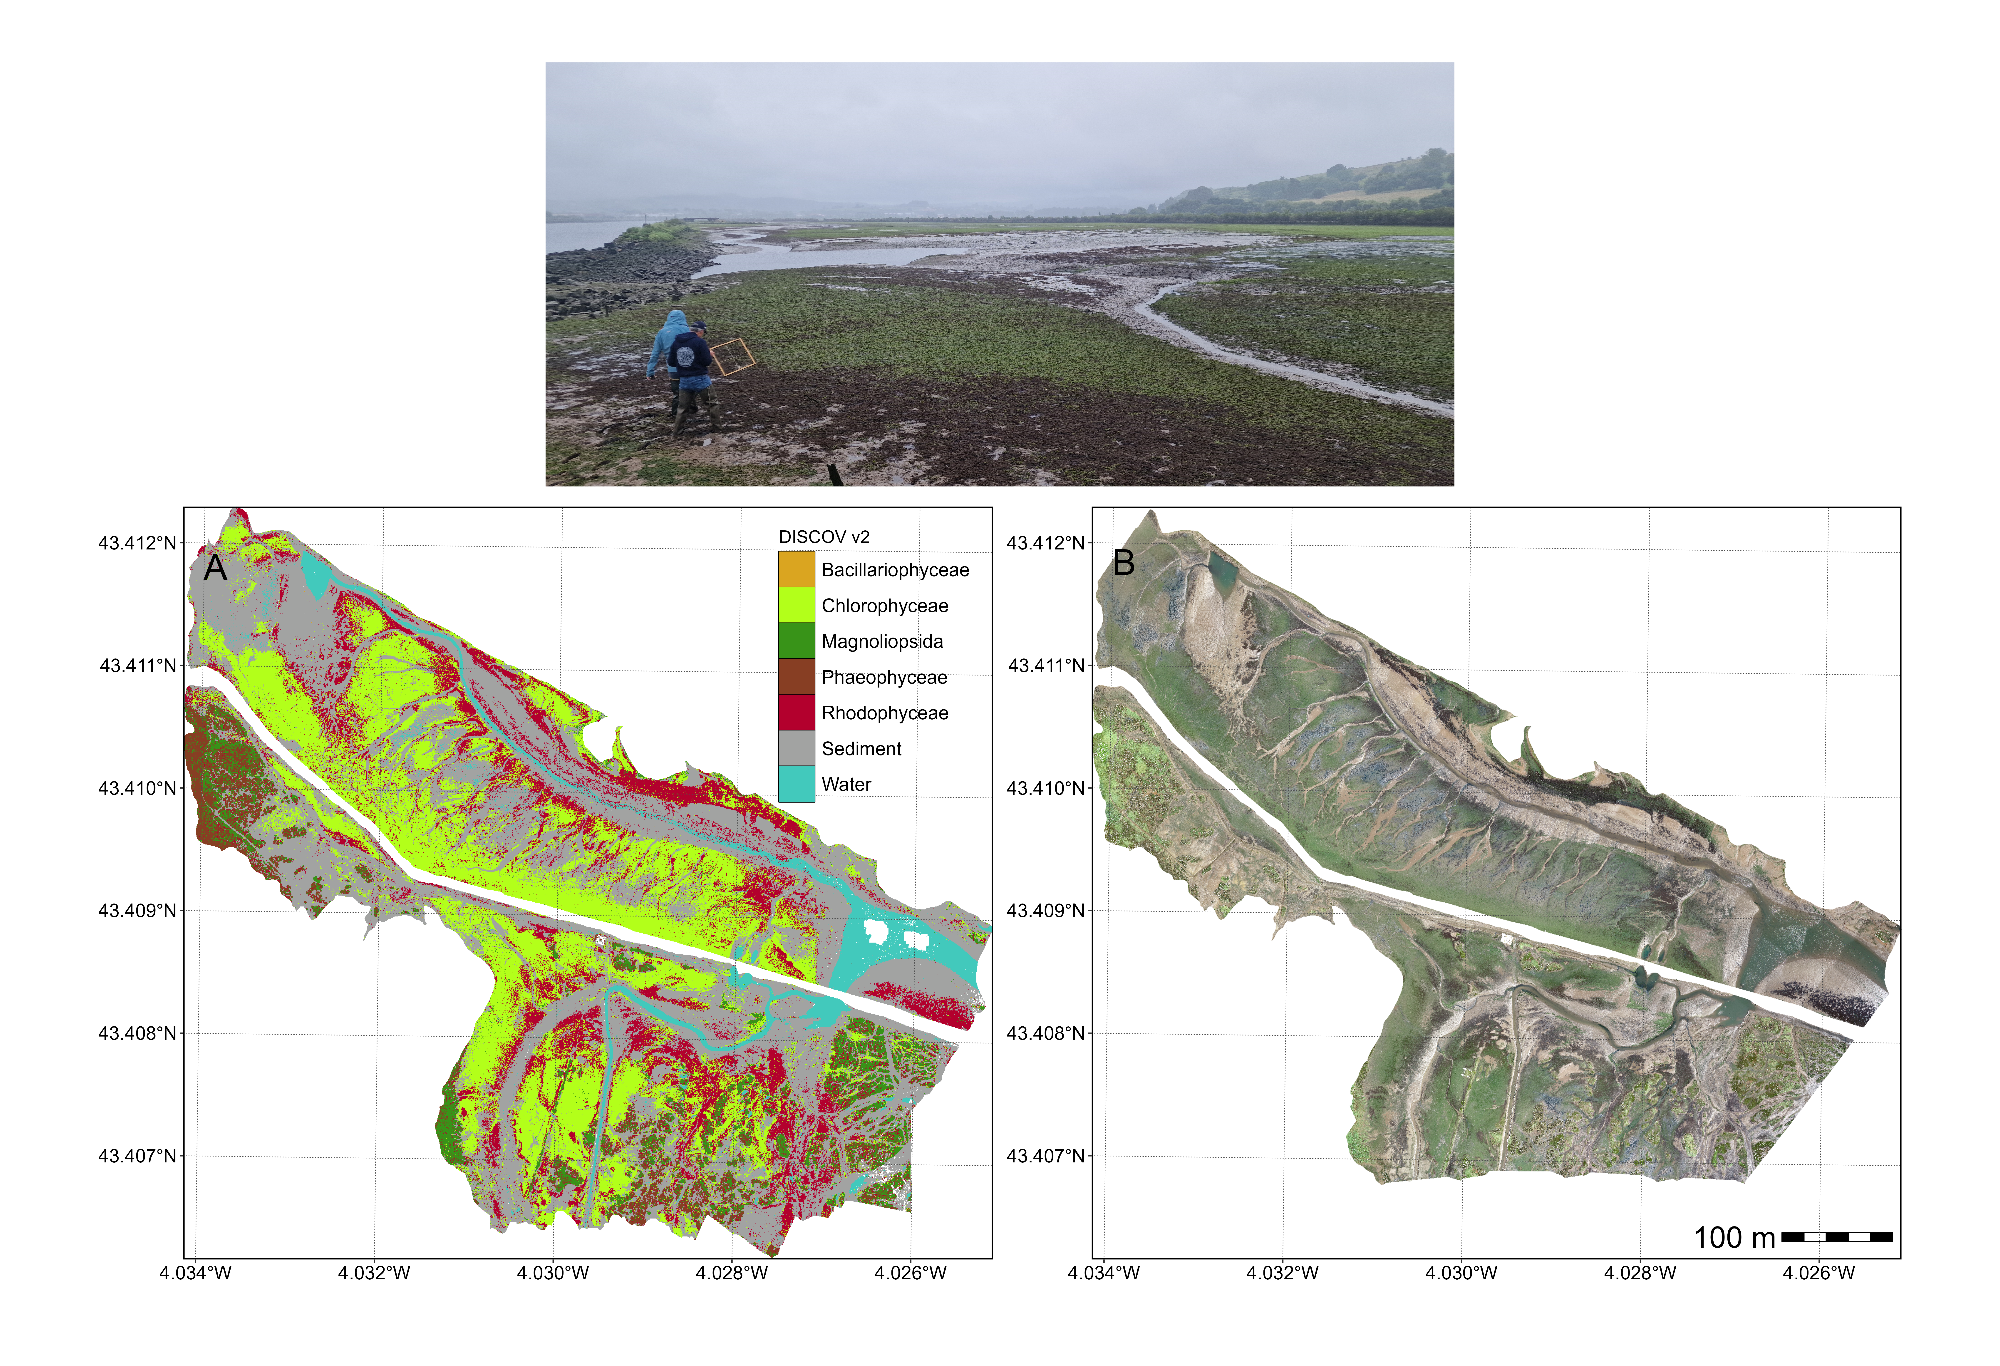 A
DISCOV v2
Bacillariophyceae
Chlorophyceae
Magnoliopsida
Phaeophyceae
Rhodophyceae
Sediment
Water
43.412°N
43.411°N
43.410°N
43.409°N
43.408°N
43.407°N
4.034°W 4.032°W 4.030°W 4.028°W 4.026°W
B
43.412°N
43.411°N
43.410°N
43.409°N
43.408°N
43.407°N
100 m
4.034°W 4.032°W 4.030°W 4.028°W 4.026°W